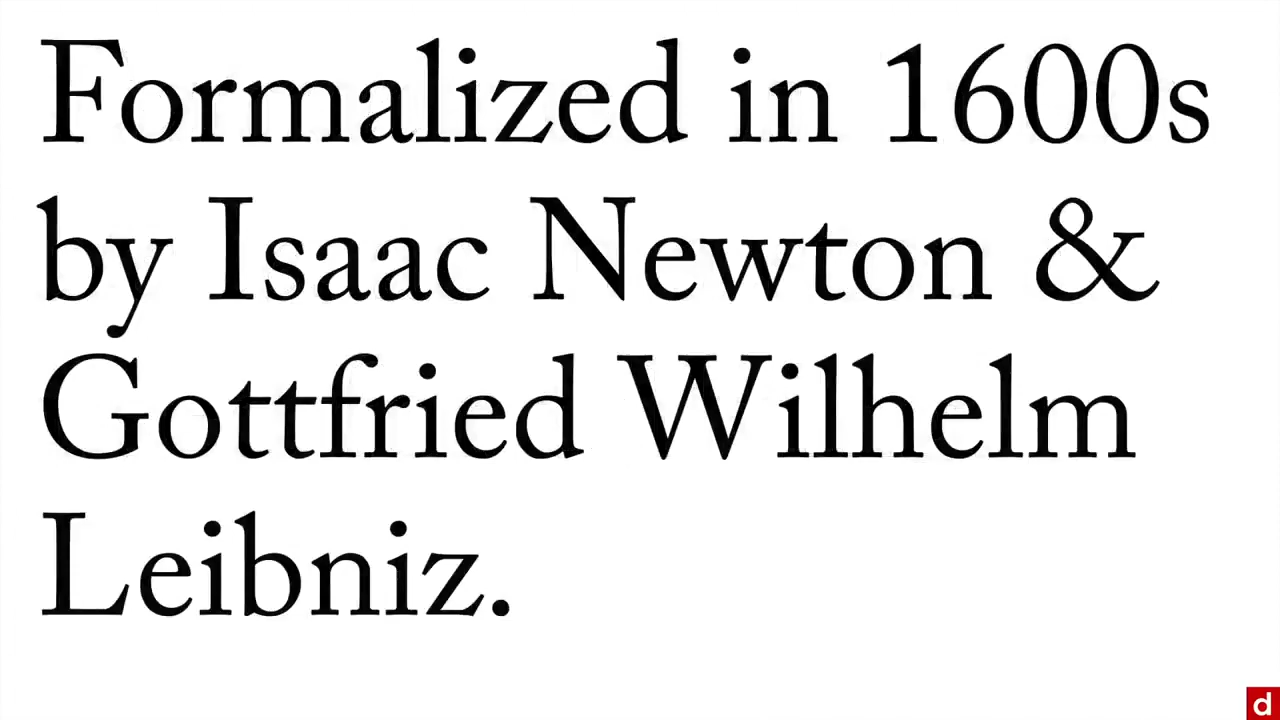 Formalized in 1600s
by Isaac Newton &
Gottfried Wilhelm
Leibniz.
d